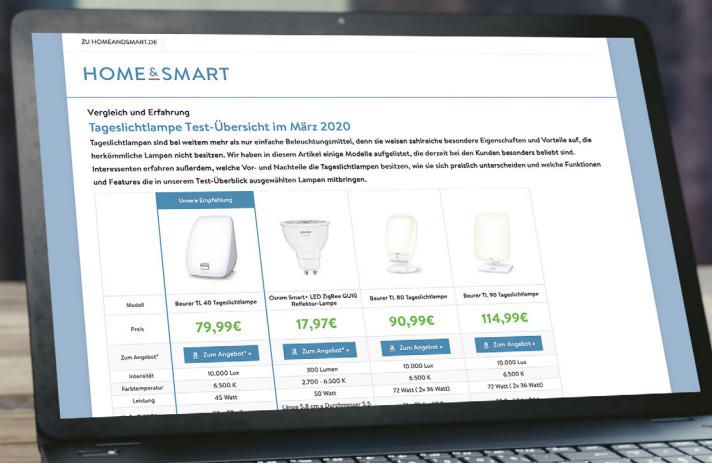 ZU HOMEANDSMART.DE
HOME&SMART
Vergleich und Erfahrung
Tageslichtlampe Test-Übersicht im März 2020
Tageslichtlampen sind bei weitem mehr als nur einfache Beleuchtungsmittel, denn sie weisen zahlreiche besondere Eigenschaften und Vorteile auf, die
herkömmliche Lampen nicht besitzen. Wir haben in diesem Artikel einige Modelle aufgelistet, die derzeit bei den Kunden besonders beliebt sind.
Interessenten erfahren außerdem, welche Vor- und Nachteile die Tageslichtlampen besitzen, wie sie sich preislich unterscheiden und welche Funktionen
und Features die in unserem Test-Überblick ausgewählten Lampen mitbringen.
Unsere Empfehlung
Modell Beurer TL 40 Tageslichtlampe Osram Smart+ LED ZigBee GU10 Beurer TL 80 Tageslichtlampe Beurer TL 90 Tageslichtlampe
Reflektor-Lampe
Preis 79,99€ 17,97€ 90,99€ 114,99€
Zum Angebot* a Zum Angebot* » a Zum Angebot* » a Zum Angebot » a Zum Angebot »
Intensität 10.000 Lux 300 Lumen 10.000 Lux 10.000 Lux
Farbtemperatur 6.500 K 2.700 - 6.500 K 6.500 K 6.500 K
Leistung 45 Watt 50 Watt 72 Watt ( 2x 36 Watt) 72 Watt (2x 36 Watt)
Länge 5,8 cm x Durchmesser 5,5